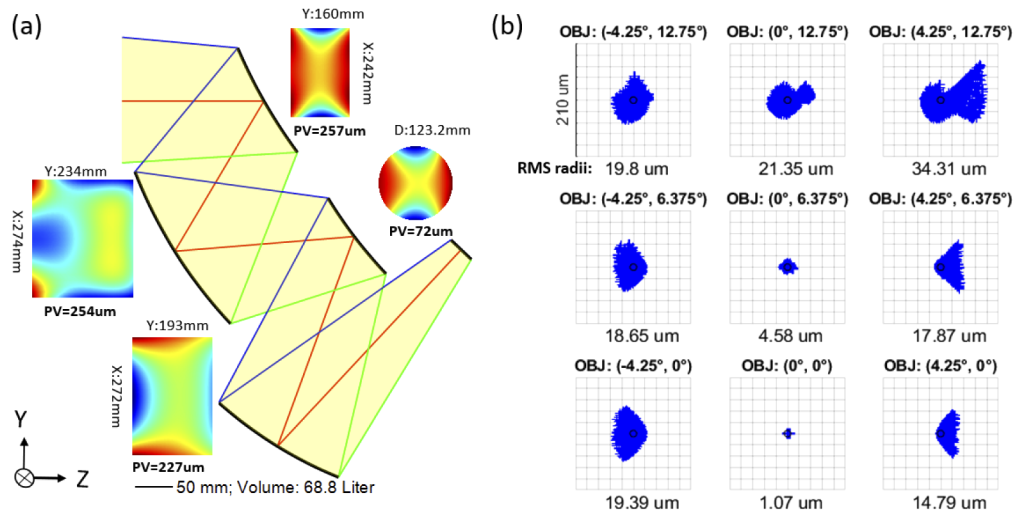 (a)
Y:160mm
X:242mm
PV=257um
D:123.2mm
PV=72um
Y:234mm
X:274mm
PV=254um
Y:193mm
X:272mm
PV=227um
Y
Z
50 mm; Volume: 68.8 Liter
(b)
OBJ: (-4.25°, 12.75°) OBJ: (0°, 12.75°) OBJ: (4.25°, 12.75°)
210 um
RMS radii: 19.8 um 21.35 um 34.31 um
OBJ: (-4.25°, 6.375°) OBJ: (0°, 6.375°) OBJ: (4.25°, 6.375°)
18.65 um 4.58 um 17.87 um
OBJ: (-4.25°, 0°) OBJ: (0°, 0°) OBJ: (4.25°, 0°)
19.39 um 1.07 um 14.79 um